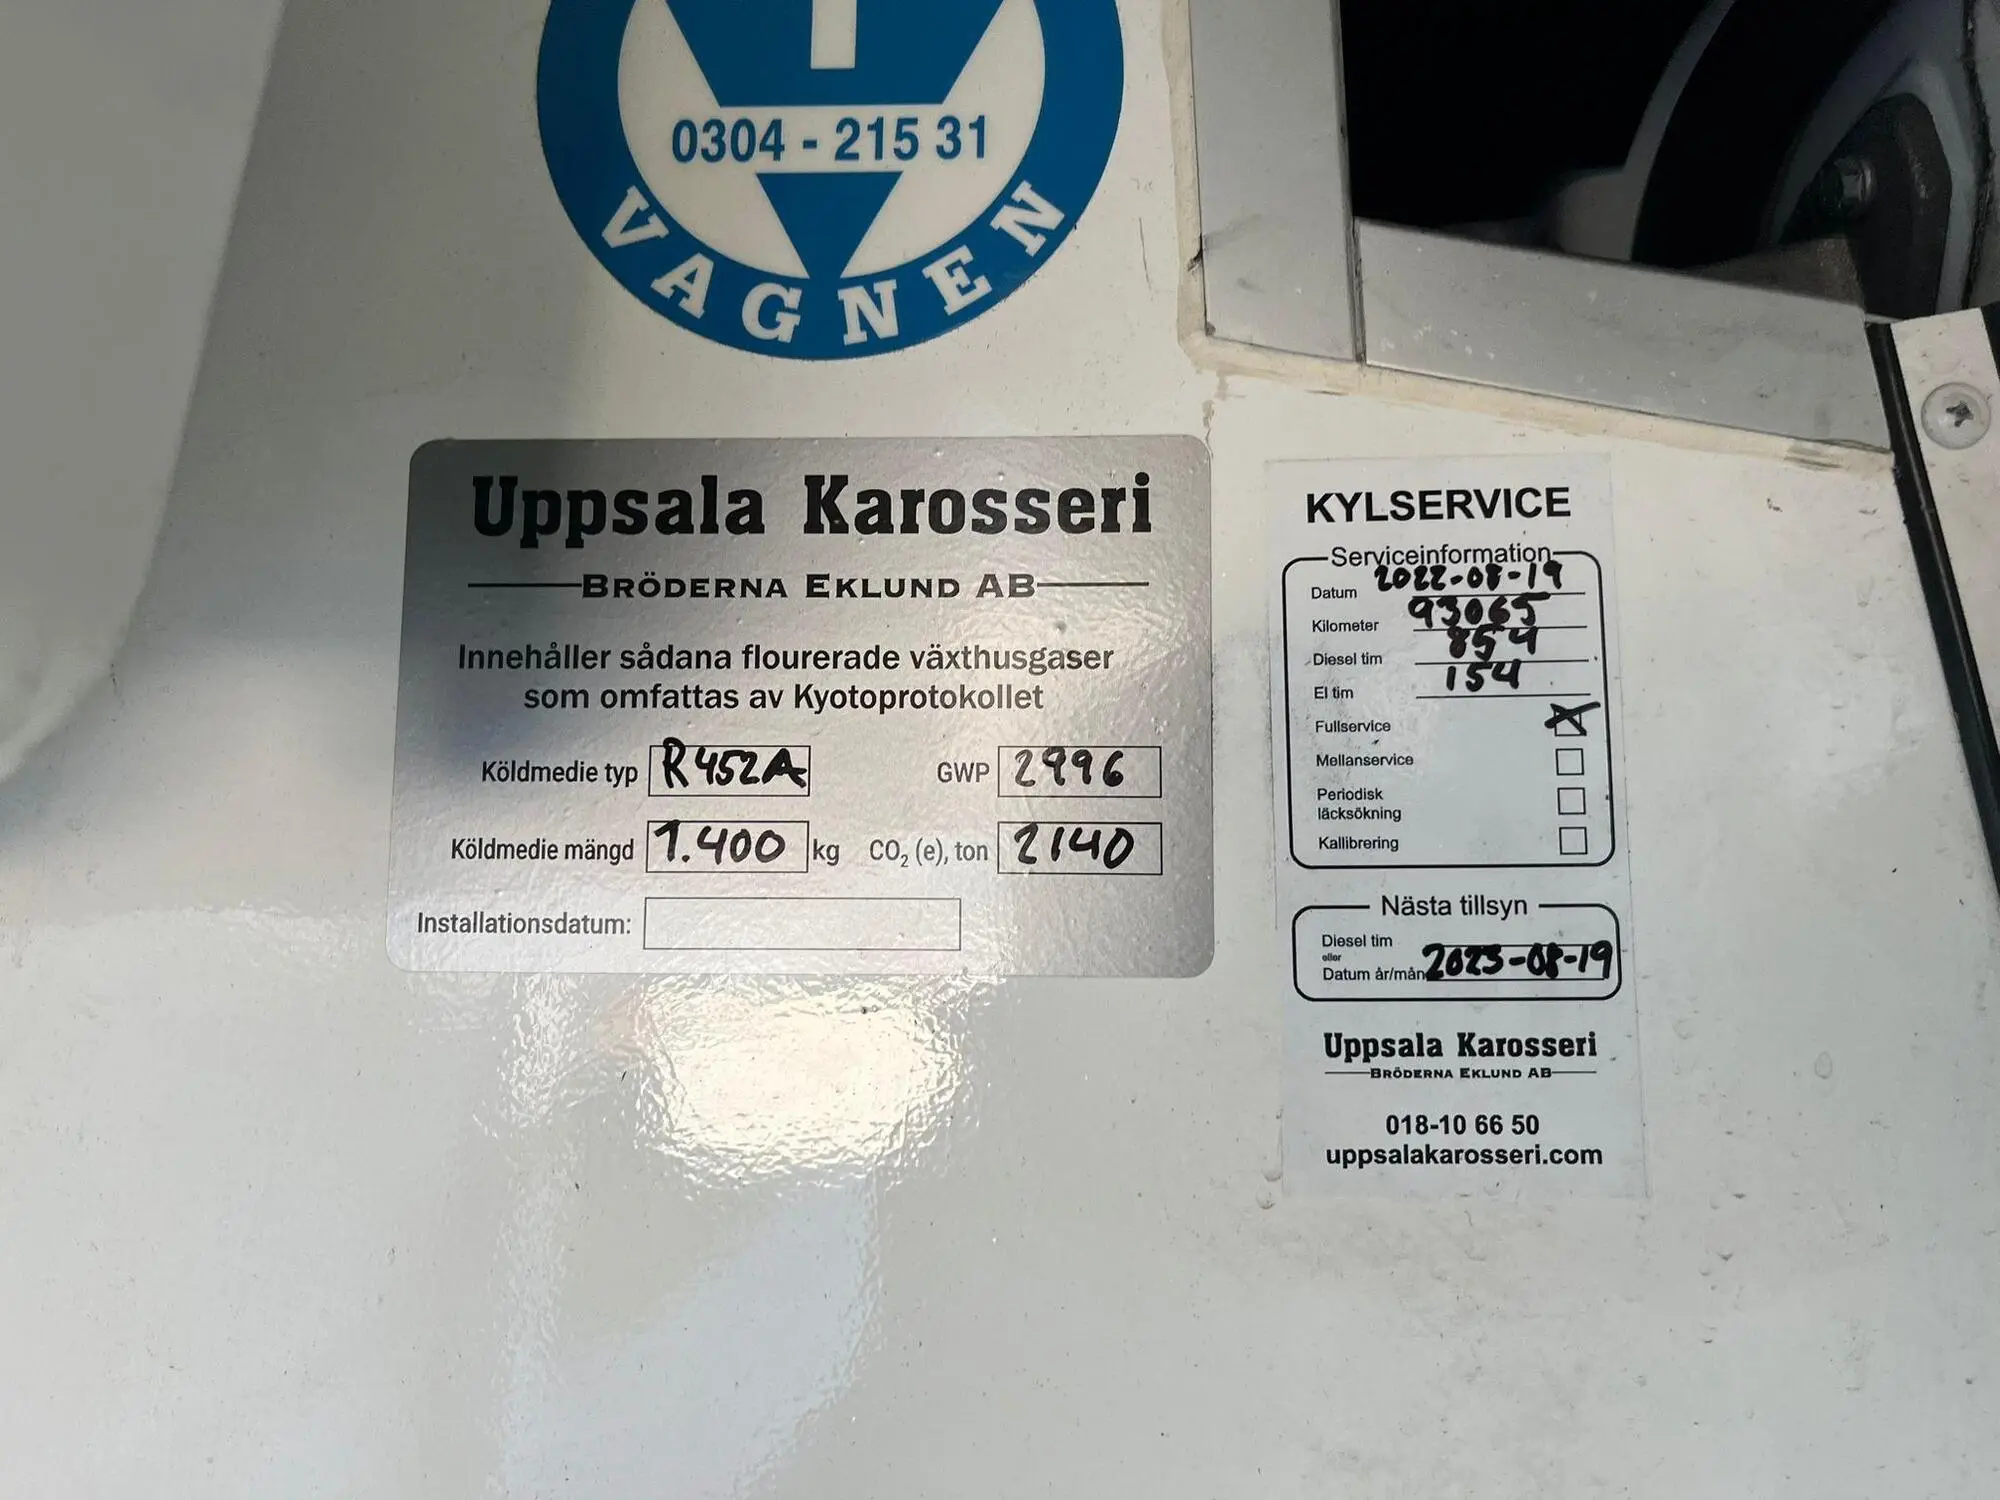 0304 - 215 31
VAGNEN
Uppsala Karosseri
BRÖDERNA EKLUND AB
Innehåller sådana flourerade växthusgaser
som omfattas av Kyotoprotokollet
Köldmedie typ R452A GWP 2996
Köldmedie mängd 1.400 kg CO₂ (e), ton 2140
Installationsdatum:
KYLSERVICE
Serviceinformation
Datum 2022-08-19
Kilometer 93065
Diesel tim 854
El tim 154
Fullservice X
Mellanservice
Periodisk
läcksökning
Kallibrering
Nästa tillsyn
Diesel tim
eller
Datum år/mån 2023-08-19
Uppsala Karosseri
BRÖDERNA EKLUND AB
018-10 66 50
uppsalakarosseri.com